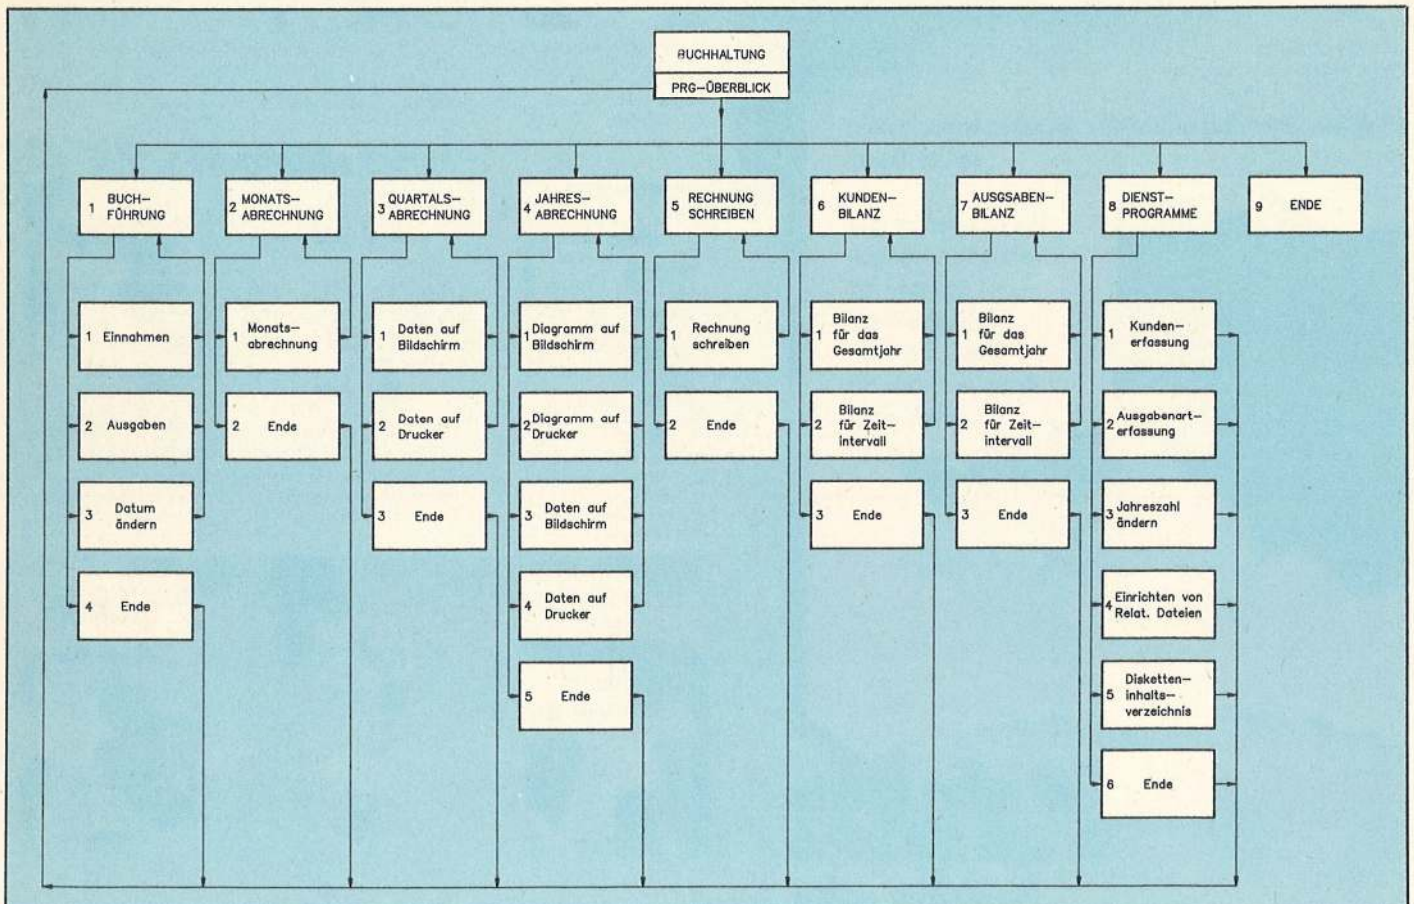 BUCHHALTUNG
PRG-ÜBERBLICK
1 BUCH-
FÜHRUNG
2 MONATS-
ABRECHNUNG
3 QUARTALS-
ABRECHNUNG
4 JAHRES-
ABRECHNUNG
5 RECHNUNG
SCHREIBEN
6 KUNDEN-
BILANZ
7 AUSGSABEN-
BILANZ
8 DIENST-
PROGRAMME
9 ENDE
1 Einnahmen
2 Ausgaben
3 Datum
ändern
4 Ende
1 Monats-
abrechnung
2 Ende
1 Daten auf
Bildschirm
2 Daten auf
Drucker
3 Ende
1 Diagramm auf
Bildschirm
2 Diagramm auf
Drucker
3 Daten auf
Bildschirm
4 Daten auf
Drucker
5 Ende
1 Rechnung
schreiben
2 Ende
1 Bilanz
für das
Gesamtjahr
2 Bilanz
für Zeit-
intervall
3 Ende
1 Bilanz
für das
Gesamtjahr
2 Bilanz
für Zeit-
intervall
3 Ende
1 Kunden-
erfassung
2 Ausgabenart-
erfassung
3 Jahreszahl
ändern
4 Einrichten von
Relat. Dateien
5 Disketten-
inhalts-
verzeichnis
6 Ende